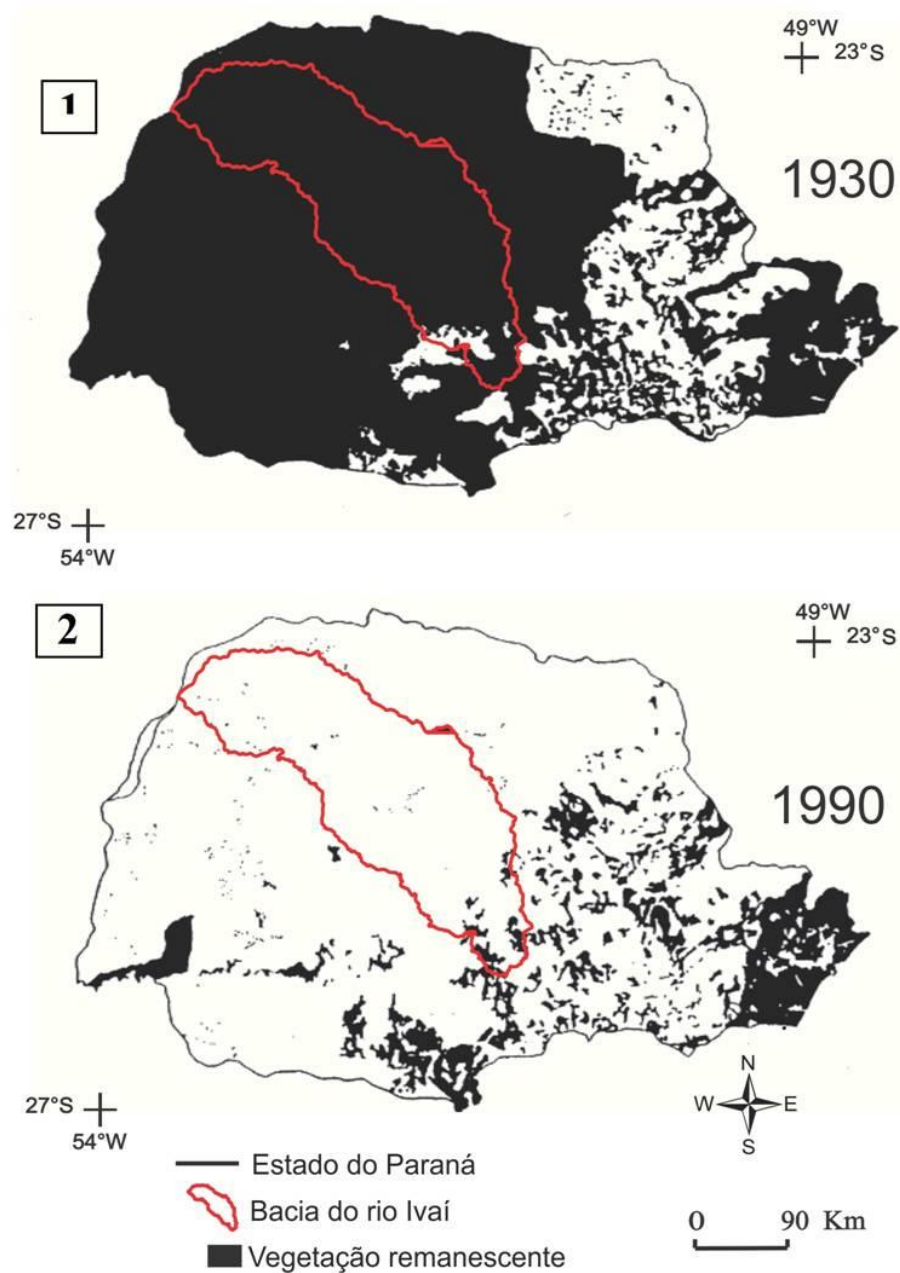 49°W
23°S
1
1930
27°S
54°W
2
49°W
23°S
1990
27°S
54°W
N
W E
S
Estado do Paraná
Bacia do rio Ivaí
0 90 Km
Vegetação remanescente